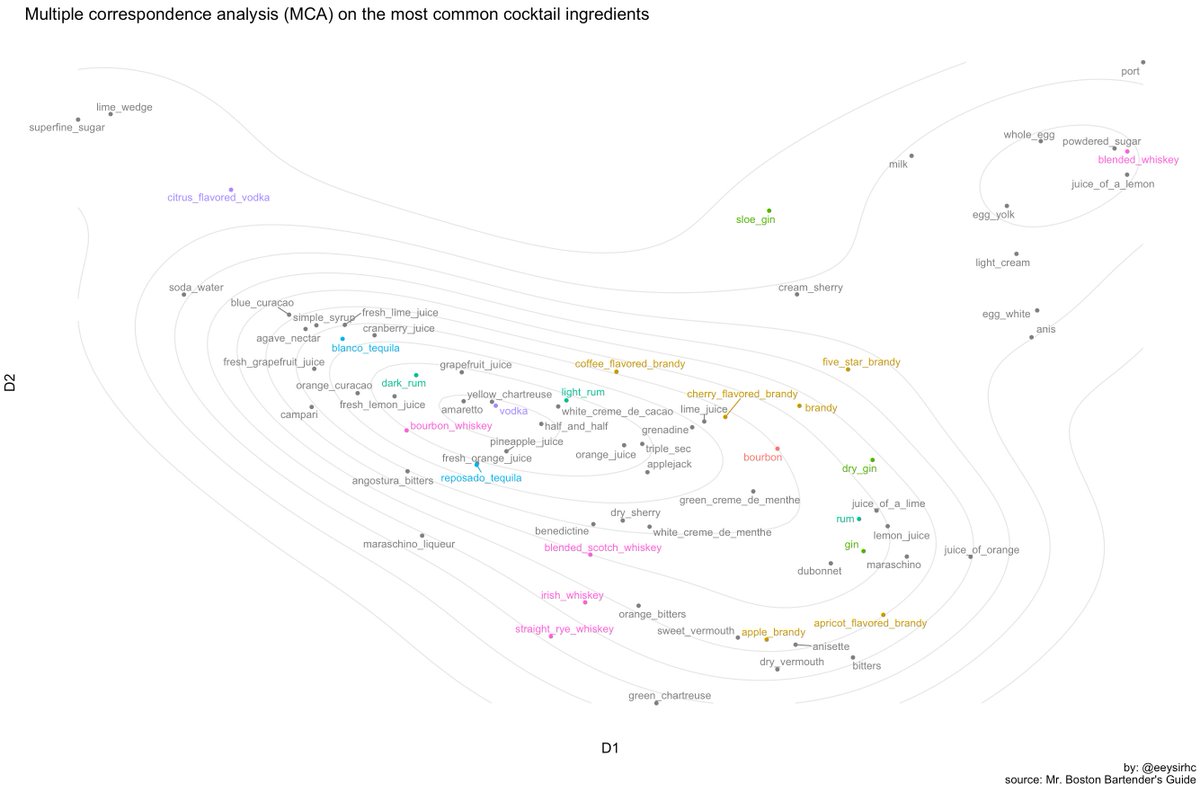 Multiple correspondence analysis (MCA) on the most common cocktail ingredients
port
lime_wedge
superfine_sugar
whole_egg
powdered_sugar
milk
blended_whiskey
juice_of_a_lemon
citrus_flavored_vodka
egg_yolk
sloe_gin
light_cream
soda_water
cream_sherry
blue_curacao
simple_syrup
fresh_lime_juice
egg_white
anis
agave_nectar
cranberry_juice
blanco_tequila
fresh_grapefruit_juice
grapefruit_juice
coffee_flavored_brandy
five_star_brandy
orange_curacao
dark_rum
D2
yellow_chartreuse
light_rum
cherry_flavored_brandy
fresh_lemon_juice
amaretto
vodka
white_creme_de_cacao
lime_juice
brandy
campari
bourbon_whiskey
half_and_half
grenadine
pineapple_juice
orange_juice
triple_sec
bourbon
fresh_orange_juice
applejack
dry_gin
angostura_bitters
reposado_tequila
green_creme_de_menthe
juice_of_a_lime
dry_sherry
rum
benedictine
white_creme_de_menthe
lemon_juice
maraschino_liqueur
blended_scotch_whiskey
gin
juice_of_orange
dubonnet
maraschino
irish_whiskey
orange_bitters
apricot_flavored_brandy
straight_rye_whiskey
sweet_vermouth
apple_brandy
anisette
dry_vermouth
bitters
green_chartreuse
D1
by: @eeysirhc
source: Mr. Boston Bartender's Guide